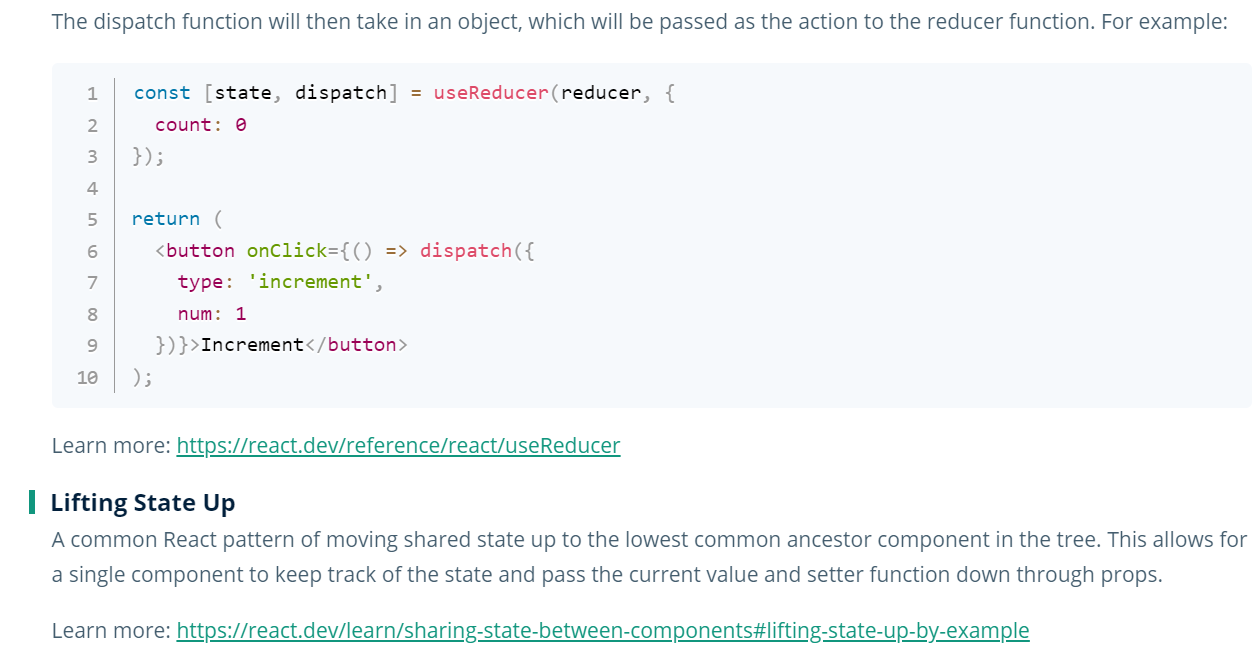 The dispatch function will then take in an object, which will be passed as the action to the reducer function. For example:
1 const [state, dispatch] = useReducer(reducer, {
2   count: 0
3 });
4
5 return (
6   <button onClick={() => dispatch({
7     type: 'increment',
8     num: 1
9   })}>Increment</button>
10 );
Learn more: https://react.dev/reference/react/useReducer
Lifting State Up
A common React pattern of moving shared state up to the lowest common ancestor component in the tree. This allows for
a single component to keep track of the state and pass the current value and setter function down through props.
Learn more: https://react.dev/learn/sharing-state-between-components#lifting-state-up-by-example